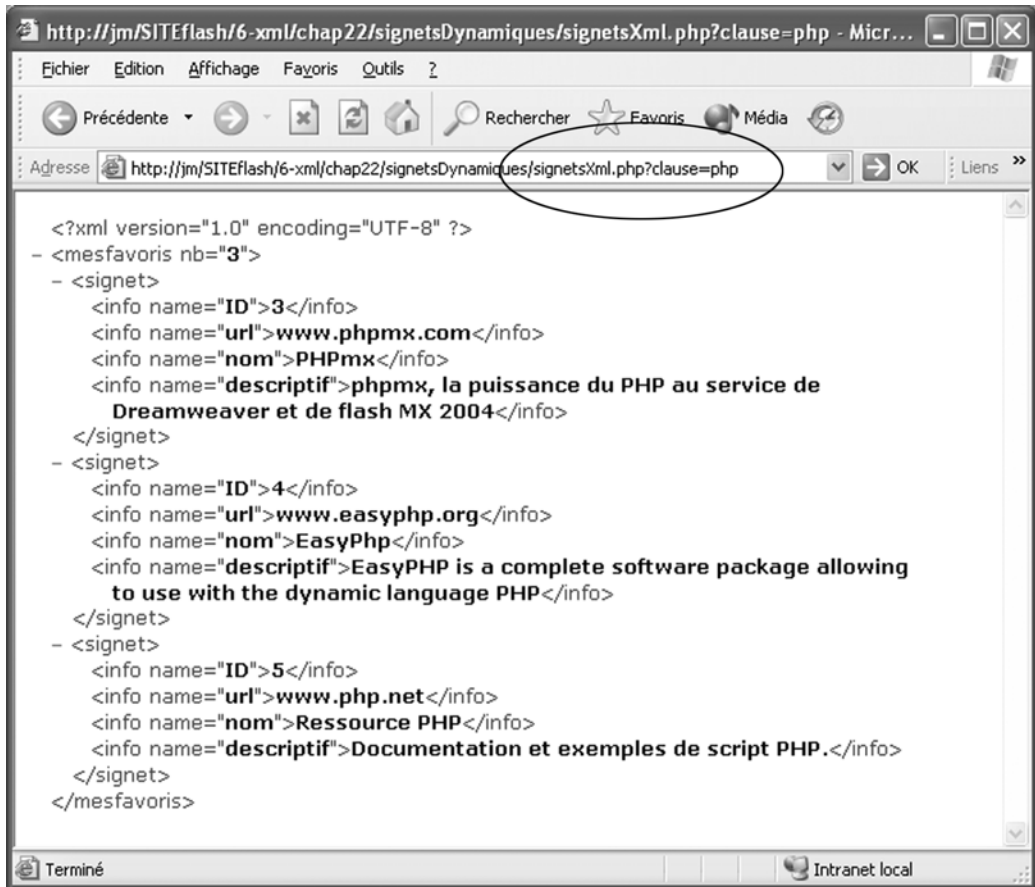 http://jm/SITEflash/6-xml/chap22/signetsDynamiques/signetsXml.php?clause=php - Micr...
Fichier Edition Affichage Favoris Outils ?
Précédente Rechercher Favoris Média
Adresse http://jm/SITEflash/6-xml/chap22/signetsDynamiques/signetsXml.php?clause=php OK Liens »
<?xml version="1.0" encoding="UTF-8" ?>
- <mesfavoris nb="3">
- <signet>
<info name="ID">3</info>
<info name="url">www.phpmx.com</info>
<info name="nom">PHPmx</info>
<info name="descriptif">phpmx, la puissance du PHP au service de
Dreamweaver et de flash MX 2004</info>
</signet>
- <signet>
<info name="ID">4</info>
<info name="url">www.easyphp.org</info>
<info name="nom">EasyPhp</info>
<info name="descriptif">EasyPHP is a complete software package allowing
to use with the dynamic language PHP</info>
</signet>
- <signet>
<info name="ID">5</info>
<info name="url">www.php.net</info>
<info name="nom">Ressource PHP</info>
<info name="descriptif">Documentation et exemples de script PHP.</info>
</signet>
</mesfavoris>
Terminé Intranet local